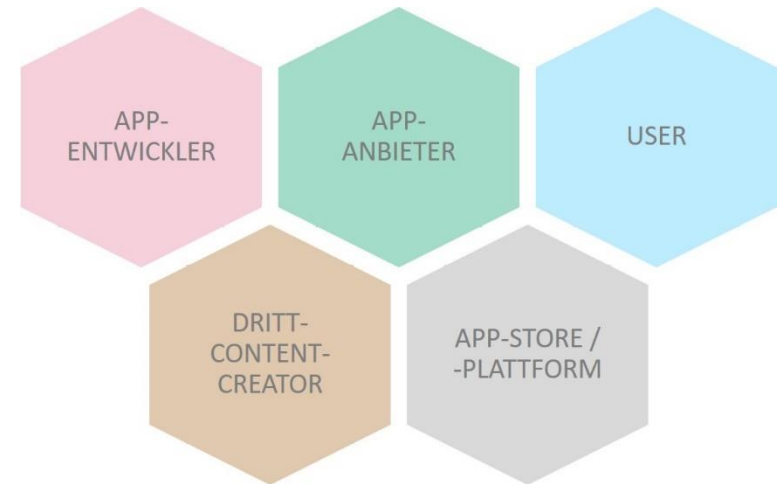 APP-
ENTWICKLER
APP-
ANBIETER
USER
DRITT-
CONTENT-
CREATOR
APP-STORE /
-PLATTFORM